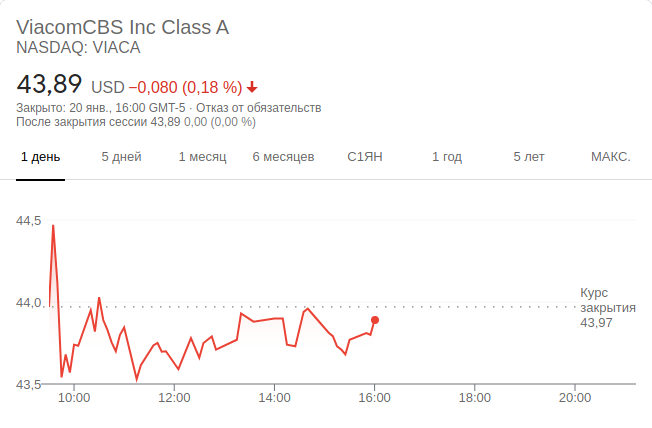 ViacomCBS Inc Class A
NASDAQ: VIACA
43,89 USD −0,080 (0,18 %)
Закрыто: 20 янв., 16:00 GMT-5 · Отказ от обязательств
После закрытия сессии 43,89 0,00 (0,00 %)
1 день 5 дней 1 месяц 6 месяцев С1ЯН 1 год 5 лет МАКС.
44,5
44,0
43,5
Курс
закрытия
43,97
10:00 12:00 14:00 16:00 18:00 20:00